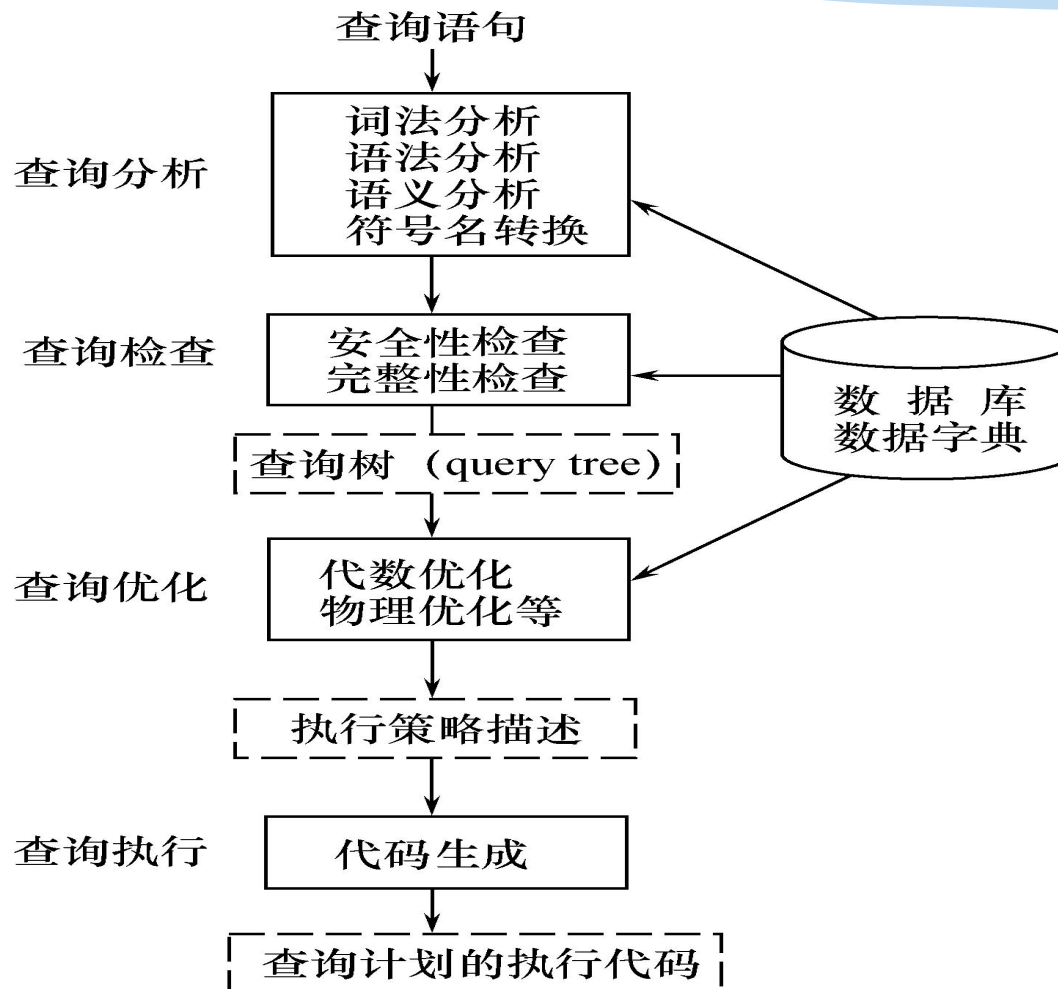 查询语句
词法分析
语法分析
查询分析
语义分析
符号名转换
安全性检查
查询检查
完整性检查
数 据 库
数据字典
查询树（query tree）
代数优化
查询优化
物理优化等
执行策略描述
查询执行
代码生成
查询计划的执行代码